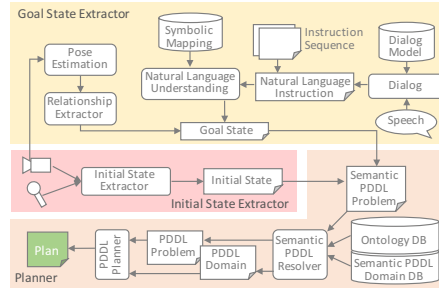 Goal State Extractor
Symbolic
Mapping
Instruction
Sequence
Dialog
Model
Pose
Estimation
Natural Language
Understanding
Natural Language
Instruction
Dialog
Relationship
Extractor
Goal State
Speech
Initial State
Extractor
Initial State
Initial State Extractor
Semantic
PDDL
Problem
Plan
Planner
PDDL
Planner
PDDL
Problem
PDDL
Domain
Semantic
PDDL
Resolver
Ontology DB
Semantic PDDL
Domain DB